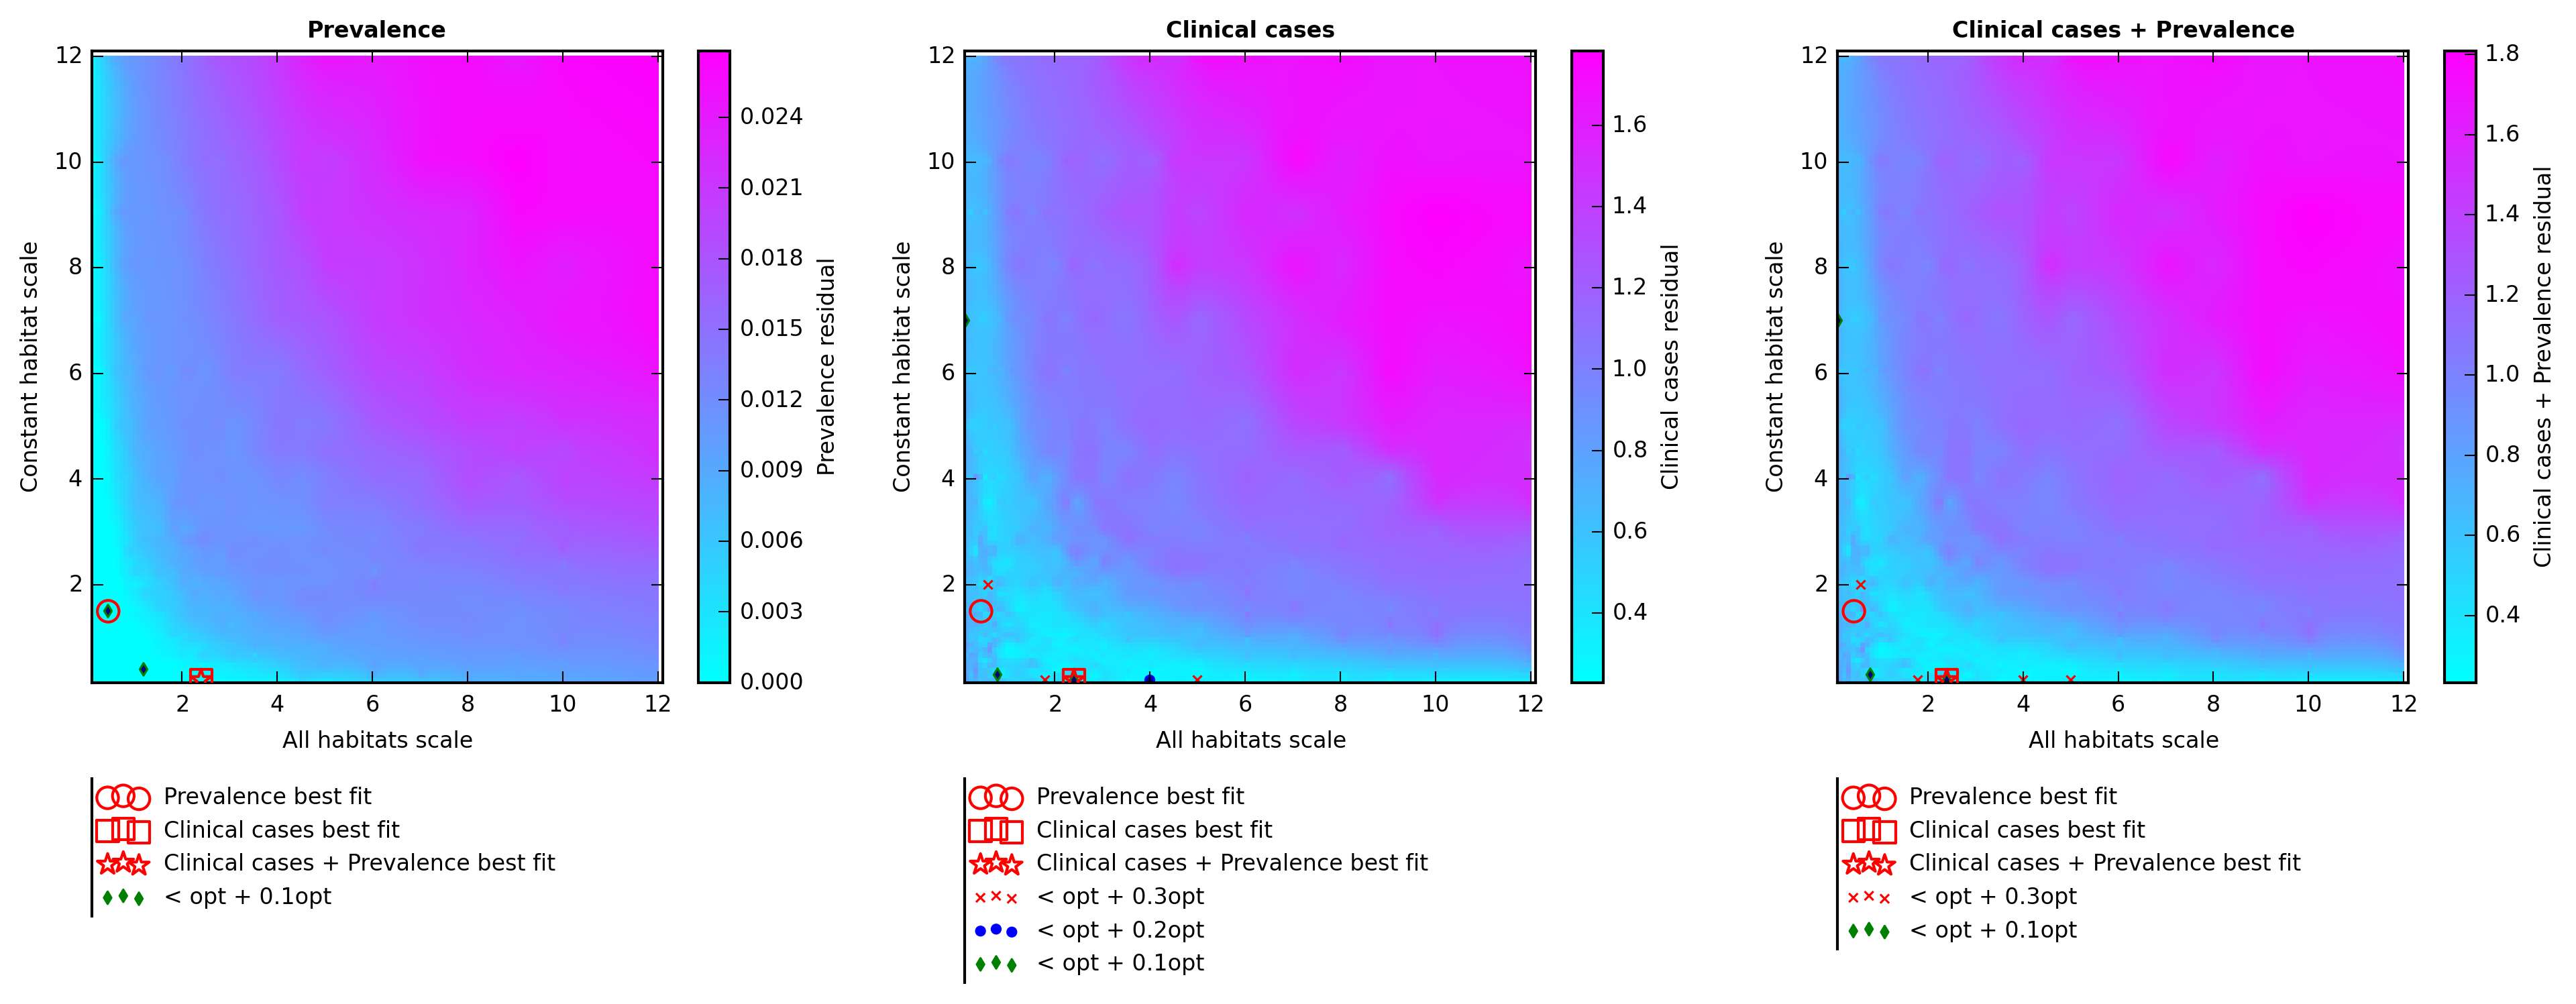 Prevalence
12
10
8
6
4
2
2 4 6 8 10 12
Constant habitat scale
All habitats scale
0.024
0.021
0.018
0.015
0.012
0.009
0.006
0.003
0.000
Prevalence residual
Prevalence best fit
Clinical cases best fit
Clinical cases + Prevalence best fit
< opt + 0.1opt
Clinical cases
12
10
8
6
4
2
2 4 6 8 10 12
Constant habitat scale
All habitats scale
1.6
1.4
1.2
1.0
0.8
0.6
0.4
Clinical cases residual
Prevalence best fit
Clinical cases best fit
Clinical cases + Prevalence best fit
< opt + 0.3opt
< opt + 0.2opt
< opt + 0.1opt
Clinical cases + Prevalence
12
10
8
6
4
2
2 4 6 8 10 12
Constant habitat scale
All habitats scale
1.8
1.6
1.4
1.2
1.0
0.8
0.6
0.4
Clinical cases + Prevalence residual
Prevalence best fit
Clinical cases best fit
Clinical cases + Prevalence best fit
< opt + 0.3opt
< opt + 0.1opt